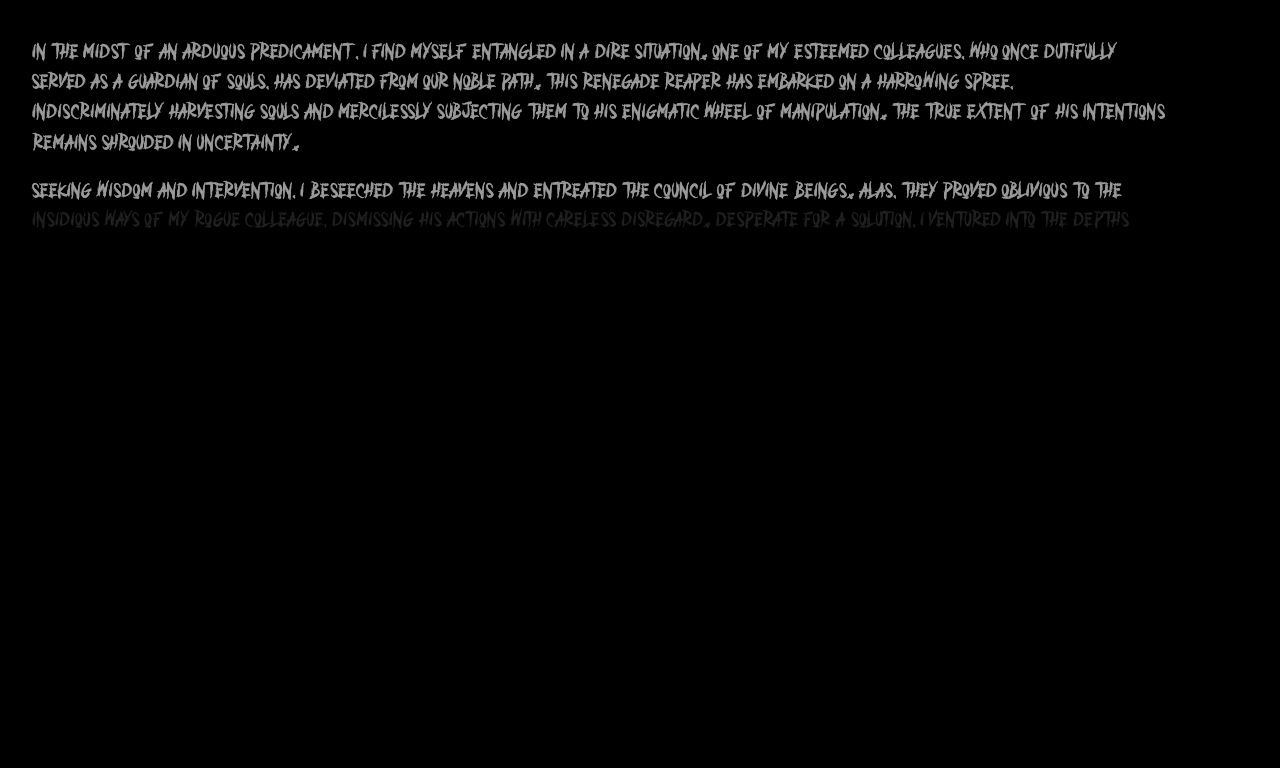 IN THE MIDST OF AN ARDUOUS PREDICAMENT, I FIND MYSELF ENTANGLED IN A DIRE SITUATION. ONE OF MY ESTEEMED COLLEAGUES, WHO ONCE DUTIFULLY
SERVED AS A GUARDIAN OF SOULS, HAS DEVIATED FROM OUR NOBLE PATH. THIS RENEGADE REAPER HAS EMBARKED ON A HARROWING SPREE,
INDISCRIMINATELY HARVESTING SOULS AND MERCILESSLY SUBJECTING THEM TO HIS ENIGMATIC WHEEL OF MANIPULATION. THE TRUE EXTENT OF HIS INTENTIONS
REMAINS SHROUDED IN UNCERTAINTY.
SEEKING WISDOM AND INTERVENTION, I BESEECHED THE HEAVENS AND ENTREATED THE COUNCIL OF DIVINE BEINGS. ALAS, THEY PROVED OBLIVIOUS TO THE
INSIDIOUS WAYS OF MY ROGUE COLLEAGUE, DISMISSING HIS ACTIONS WITH CARELESS DISREGARD. DESPERATE FOR A SOLUTION, I VENTURED INTO THE DEPTHS